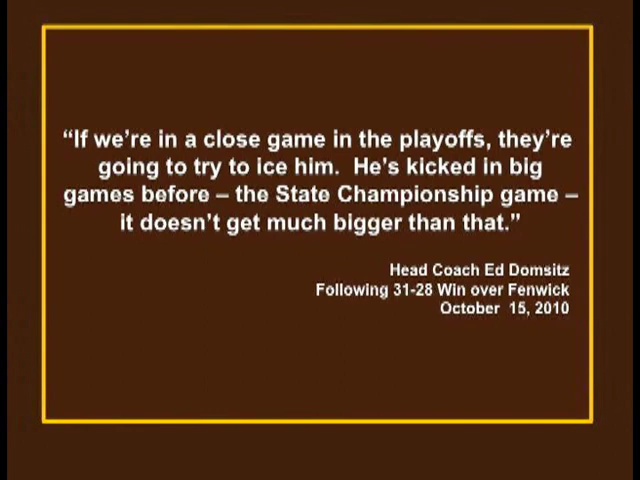 “If we’re in a close game in the playoffs, they’re
going to try to ice him.  He's kicked in big
games before – the State Championship game –
it doesn’t get much bigger than that.”
Head Coach Ed Domsitz
Following 31-28 Win over Fenwick
October  15, 2010